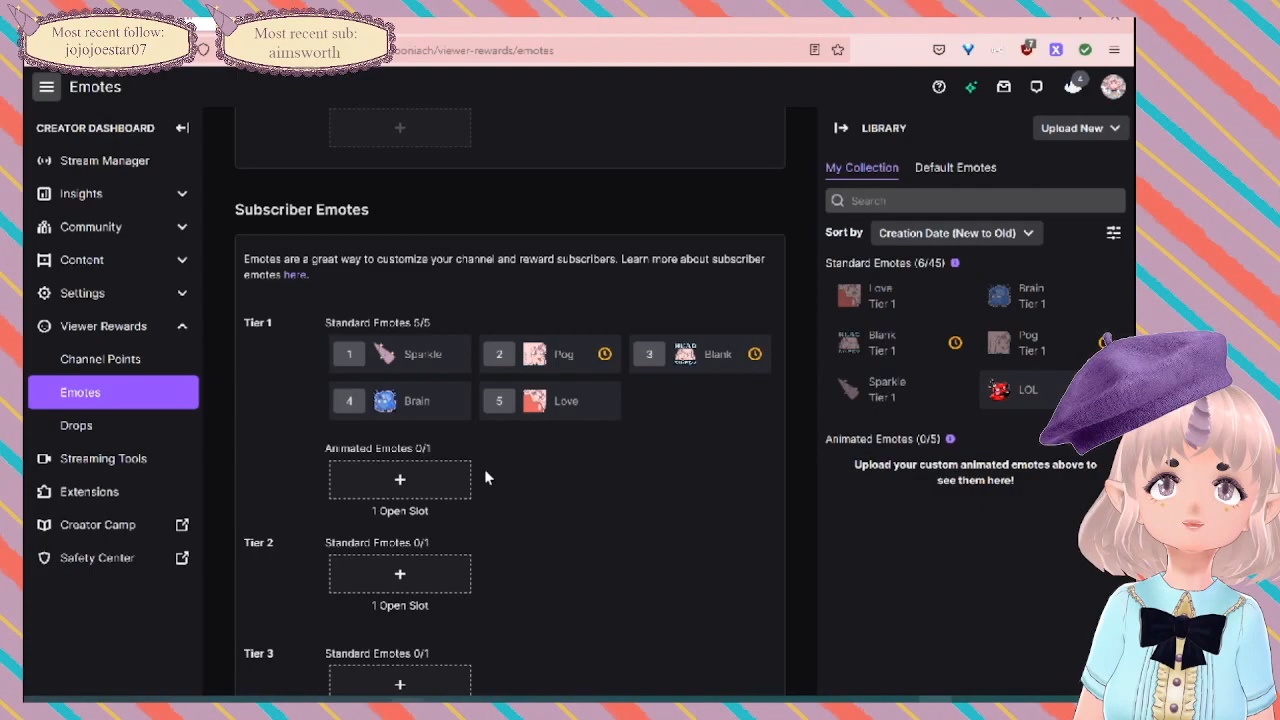 Most recent follow:
jojojoestar07
Most recent sub:
aimsworth
ooniach/viewer-rewards/emotes
Emotes
4
CREATOR DASHBOARD
Stream Manager
Insights
Community
Content
Settings
Viewer Rewards
Channel Points
Emotes
Drops
Streaming Tools
Extensions
Creator Camp
Safety Center
Subscriber Emotes
Emotes are a great way to customize your channel and reward subscribers. Learn more about subscriber
emotes here.
Tier 1
Standard Emotes 5/5
1 Sparkle
2 Pog
3 Blank
4 Brain
5 Love
Animated Emotes 0/1
+
1 Open Slot
Tier 2
Standard Emotes 0/1
+
1 Open Slot
Tier 3
Standard Emotes 0/1
+
LIBRARY
Upload New
My Collection
Default Emotes
Search
Sort by
Creation Date (New to Old)
Standard Emotes (6/45)
Love
Tier 1
Brain
Tier 1
Blank
Tier 1
Pog
Tier 1
Sparkle
Tier 1
LOL
Animated Emotes (0/5)
Upload your custom animated emotes above to
see them here!